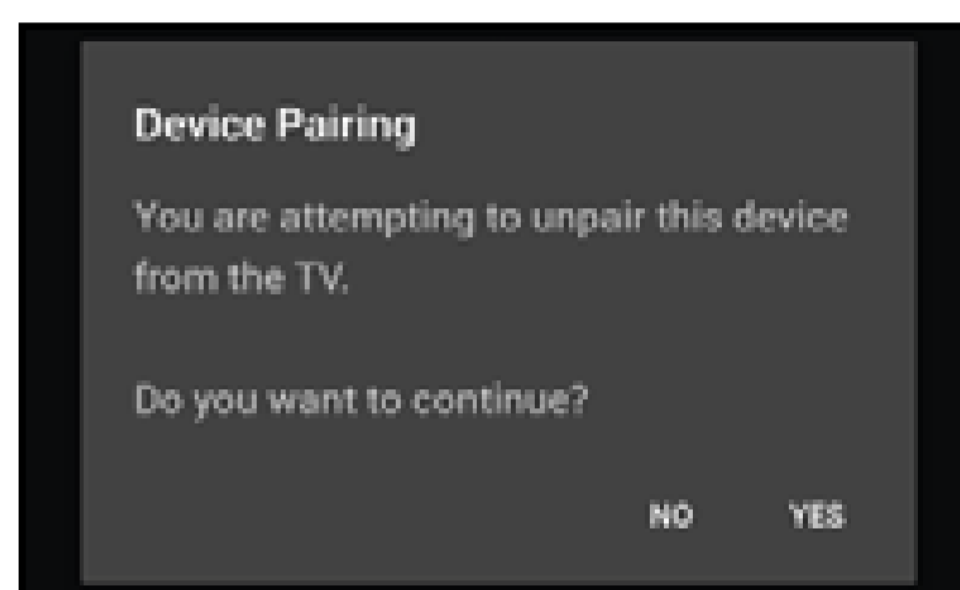 Device Pairing
You are attempting to unpair this device
from the TV.
Do you want to continue?
NO YES